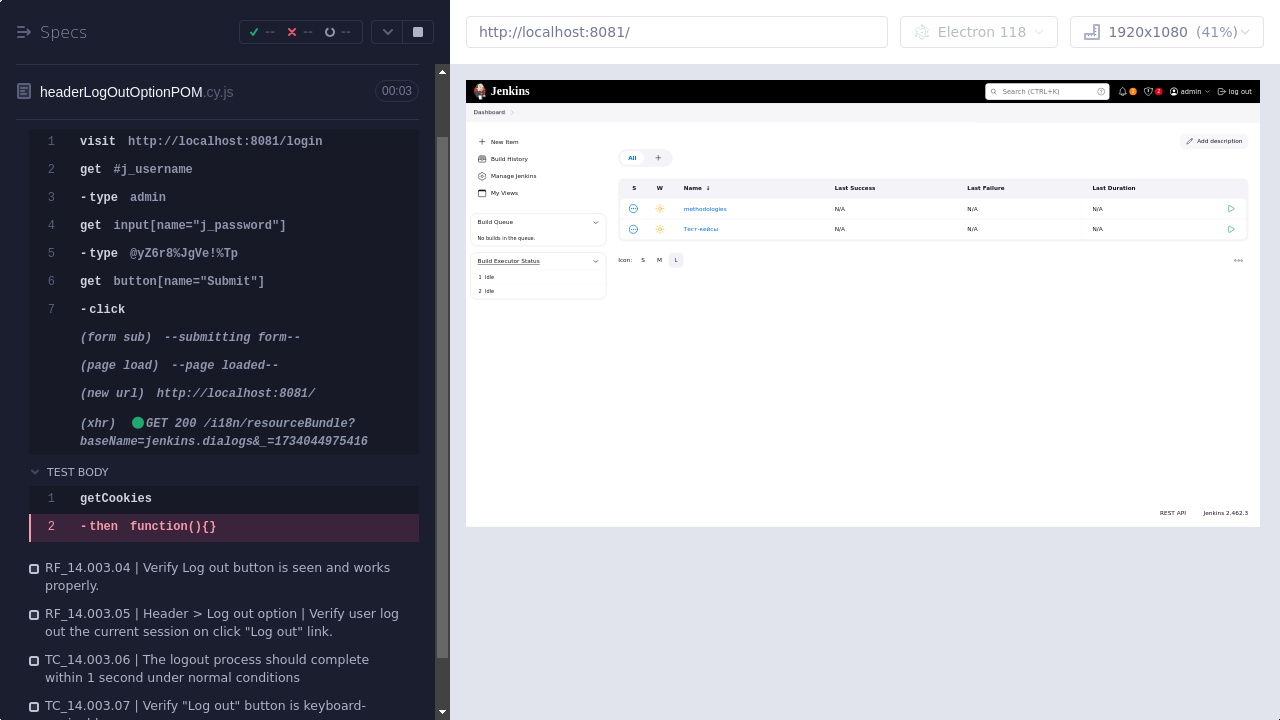 Specs
--
--
--
http://localhost:8081/
Electron 118
1920x1080 (41%)
headerLogOutOptionPOM.cy.js
00:03
1 visit http://localhost:8081/login
2 get #j_username
3 -type admin
4 get input[name="j_password"]
5 -type @yZ6r8%JgVe!%Tp
6 get button[name="Submit"]
7 -click
(form sub) --submitting form--
(page load) --page loaded--
(new url) http://localhost:8081/
(xhr) GET 200 /i18n/resourceBundle?
baseName=jenkins.dialogs&_=1734044975416
TEST BODY
1 getCookies
2 -then function(){}
RF_14.003.04 | Verify Log out button is seen and works
properly.
RF_14.003.05 | Header > Log out option | Verify user log
out the current session on click "Log out" link.
TC_14.003.06 | The logout process should complete
within 1 second under normal conditions
TC_14.003.07 | Verify "Log out" button is keyboard-
Jenkins
Search (CTRL+K)
2
2
admin
log out
Dashboard
New Item
Build History
Manage Jenkins
My Views
Build Queue
No builds in the queue.
Build Executor Status
1 Idle
2 Idle
Add description
All +
S W Name ↓ Last Success Last Failure Last Duration
methodologies N/A N/A N/A
Тест-кейсы N/A N/A N/A
Icon: S M L
REST API Jenkins 2.462.3